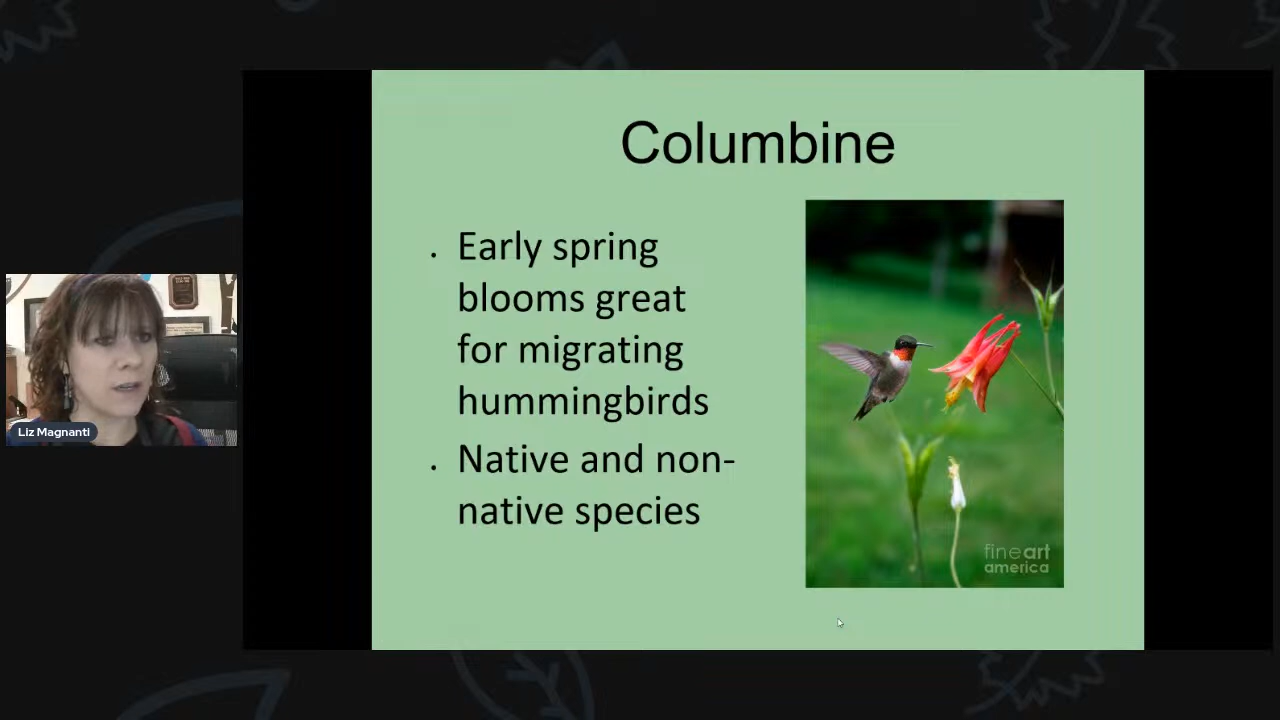 Columbine
. Early spring
blooms great
for migrating
hummingbirds
. Native and non-
native species
fineart
america
Liz Magnanti